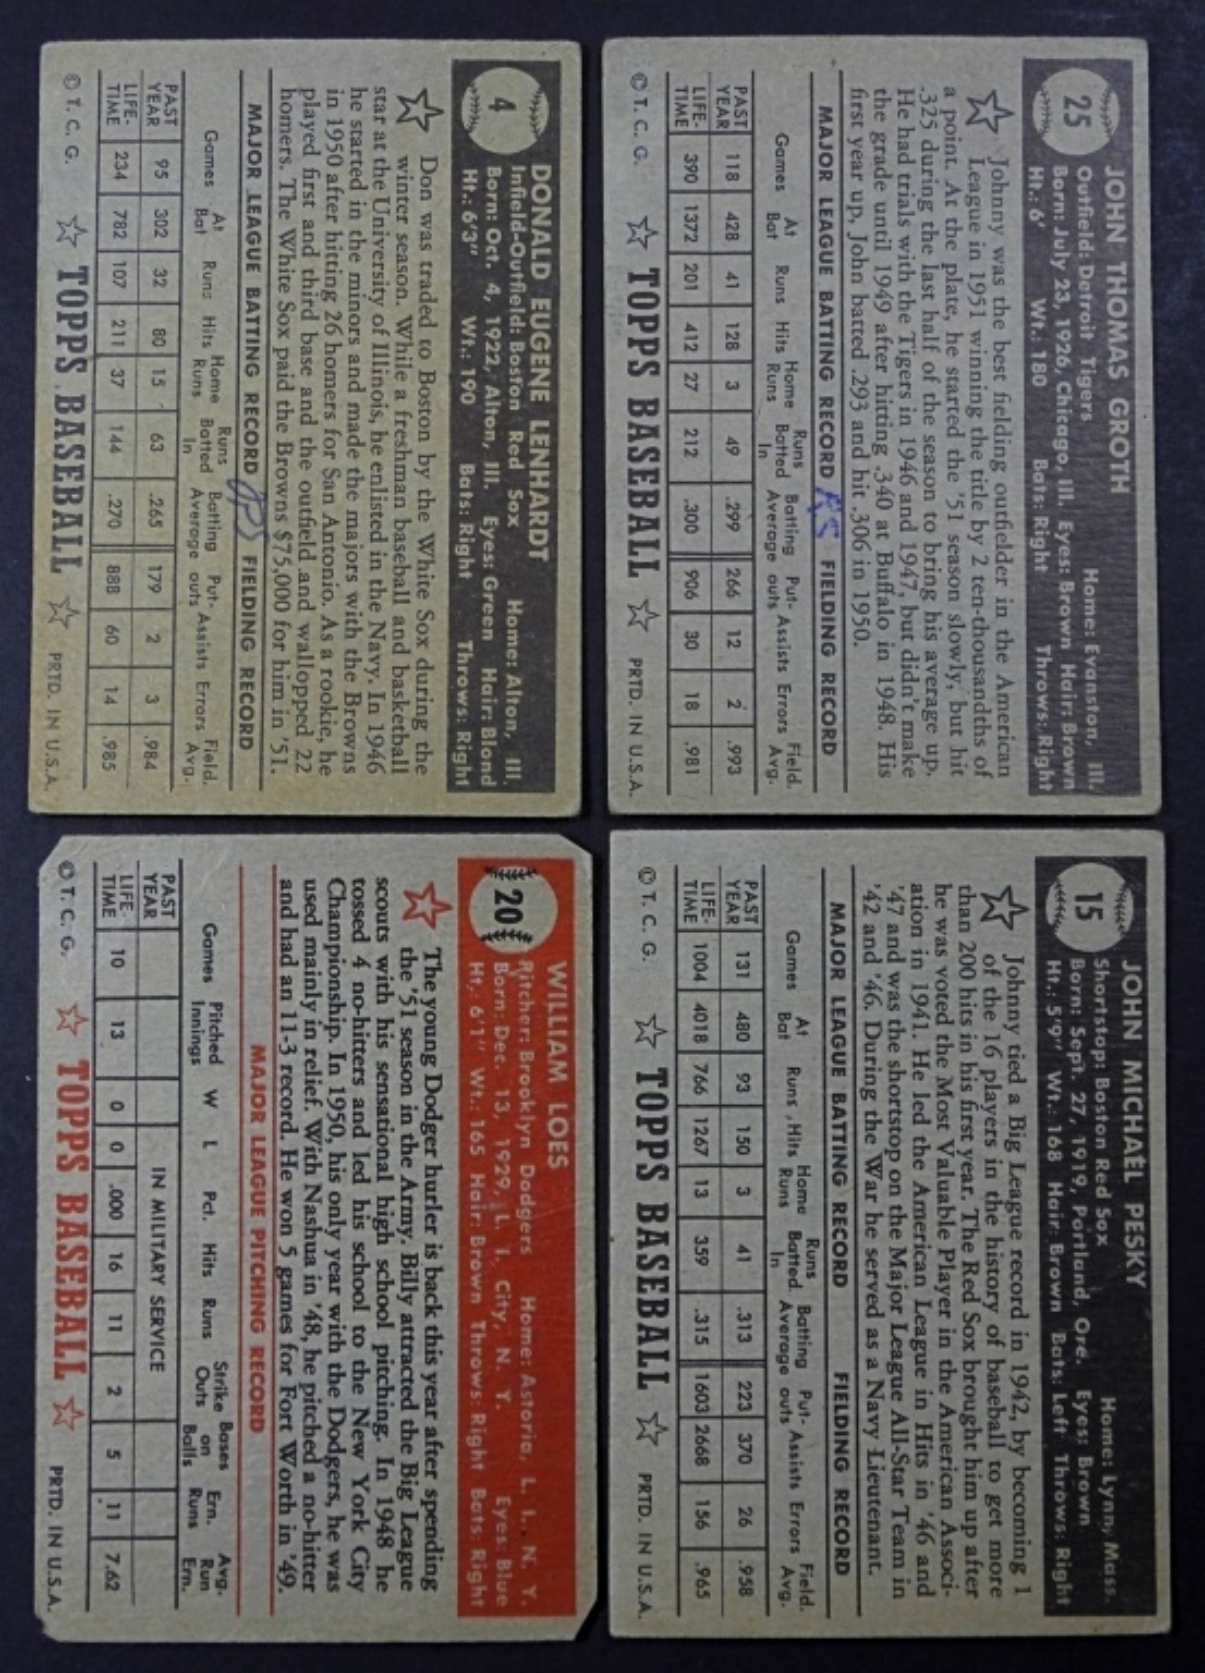 25
JOHN THOMAS GROTH
Outfield: Detroit Tigers Home: Evanston, Ill.
Born: July 23, 1926, Chicago, Ill. Eyes: Brown Hair: Brown
Ht.: 6' Wt.: 180 Bats: Right Throws: Right
Johnny was the best fielding outfielder in the American
League in 1951 winning the title by 2 ten-thousandths of
a point. At the plate, he started the '51 season slowly, but hit
.325 during the last half of the season to bring his average up.
He had trials with the Tigers in 1946 and 1947, but didn't make
the grade until 1949 after hitting .340 at Buffalo in 1948. His
first year up, John batted .293 and hit .306 in 1950.
MAJOR LEAGUE BATTING RECORD FIELDING RECORD
Games At Bat Runs Hits Home Runs Runs Batted In Batting Average Put-outs Assists Errors Field. Avg.
PAST YEAR 118 428 41 128 3 49 .299 266 12 2 .993
LIFE-TIME 390 1372 201 412 27 212 .300 906 30 18 .981
© T. C. G. TOPPS BASEBALL PRTD. IN U.S.A.
15
JOHN MICHAEL PESKY
Shortstop: Boston Red Sox Home: Lynn, Mass.
Born: Sept. 27, 1919, Portland, Ore. Eyes: Brown
Ht.: 5'9" Wt.: 168 Hair: Brown Bats: Left Throws: Right
Johnny tied a Big League record in 1942, by becoming 1
of the 16 players in the history of baseball to get more
than 200 hits in his first year. The Red Sox brought him up after
he was voted the Most Valuable Player in the American Associ-
ation in 1941. He led the American League in Hits in '46 and
'47 and was the shortstop on the Major League All-Star Team in
'42 and '46. During the War he served as a Navy Lieutenant.
MAJOR LEAGUE BATTING RECORD FIELDING RECORD
Games At Bat Runs Hits Home Runs Runs Batted In Batting Average Put-outs Assists Errors Field. Avg.
PAST YEAR 131 480 93 150 3 41 .313 223 370 26 .958
LIFE-TIME 1004 4018 766 1267 13 359 .315 1603 2668 156 .965
© T. C. G. TOPPS BASEBALL PRTD. IN U.S.A.
4
DONALD EUGENE LENHARDT
Infield-Outfield: Boston Red Sox Home: Alton, Ill.
Born: Oct. 4, 1922, Alton, Ill. Eyes: Green Hair: Blond
Ht.: 6'3" Wt.: 190 Bats: Right Throws: Right
Don was traded to Boston by the White Sox during the
winter season. While a freshman baseball and basketball
star at the University of Illinois, he enlisted in the Navy. In 1946
he started in the minors and made the majors with the Browns
in 1950 after hitting 26 homers for San Antonio. As a rookie, he
played first and third base and the outfield and walloped 22
homers. The White Sox paid the Browns $75,000 for him in '51.
MAJOR LEAGUE BATTING RECORD FIELDING RECORD
Games At Bat Runs Hits Home Runs Runs Batted In Batting Average Put-outs Assists Errors Field. Avg.
PAST YEAR 95 302 32 80 15 63 .265 179 2 3 .984
LIFE-TIME 234 782 107 211 37 144 .270 888 60 14 .985
© T. C. G. TOPPS BASEBALL PRTD. IN U.S.A.
20
WILLIAM LOES
Pitcher: Brooklyn Dodgers Home: Astoria, L. I., N. Y.
Born: Dec. 13, 1929, L. I. City, N. Y. Eyes: Blue
Ht.: 6'1" Wt.: 165 Hair: Brown Throws: Right Bats: Right
The young Dodger hurler is back this year after spending
the '51 season in the Army. Billy attracted the Big League
scouts with his sensational high school pitching. In 1948 he
tossed 4 no-hitters and led his school to the New York City
Championship. In 1950, his only year with the Dodgers, he was
used mainly in relief. With Nashua in '48, he pitched a no-hitter
and had an 11-3 record. He won 5 games for Fort Worth in '49.
MAJOR LEAGUE PITCHING RECORD
Games Pitched Innings W L Pct. Hits Runs Strike Outs Bases on Balls Ern. Runs Avg. Run Ern.
PAST YEAR IN MILITARY SERVICE
LIFE-TIME 10 13 0 0 .000 16 11 2 5 11 7.62
© T. C. G. TOPPS BASEBALL PRTD. IN U.S.A.